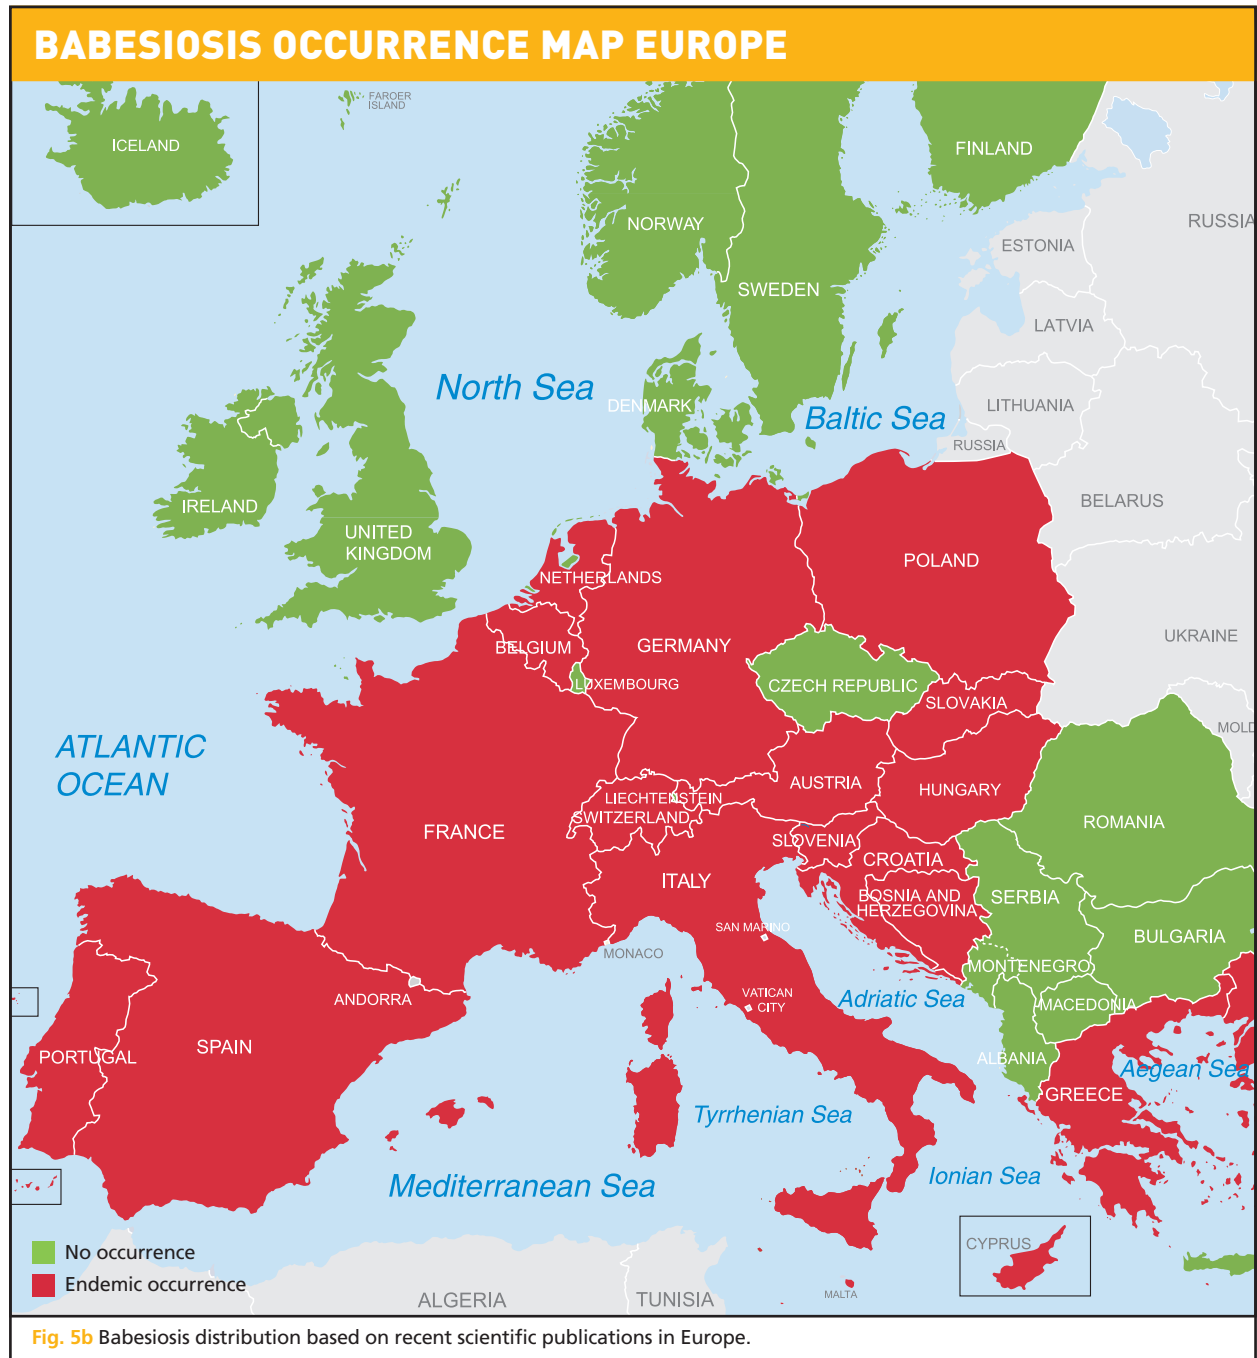 BABESIOSIS OCCURRENCE MAP EUROPE
FAROER
ISLAND
ICELAND
FINLAND
NORWAY
RUSSIA
ESTONIA
SWEDEN
LATVIA
North Sea
DENMARK
Baltic Sea
LITHUANIA
RUSSIA
IRELAND
BELARUS
UNITED
KINGDOM
POLAND
NETHERLANDS
UKRAINE
BELGIUM
GERMANY
LUXEMBOURG
CZECH REPUBLIC
SLOVAKIA
MOLD
ATLANTIC
OCEAN
AUSTRIA
HUNGARY
LIECHTENSTEIN
SWITZERLAND
ROMANIA
FRANCE
SLOVENIA
CROATIA
ITALY
BOSNIA AND
HERZEGOVINA
SERBIA
SAN MARINO
BULGARIA
MONACO
MONTENEGRO
ANDORRA
VATICAN
CITY
Adriatic Sea
MACEDONIA
SPAIN
PORTUGAL
ALBANIA
Aegean Sea
GREECE
Tyrrhenian Sea
Mediterranean Sea
Ionian Sea
CYPRUS
No occurrence
Endemic occurrence
ALGERIA
TUNISIA
MALTA
Fig. 5b Babesiosis distribution based on recent scientific publications in Europe.